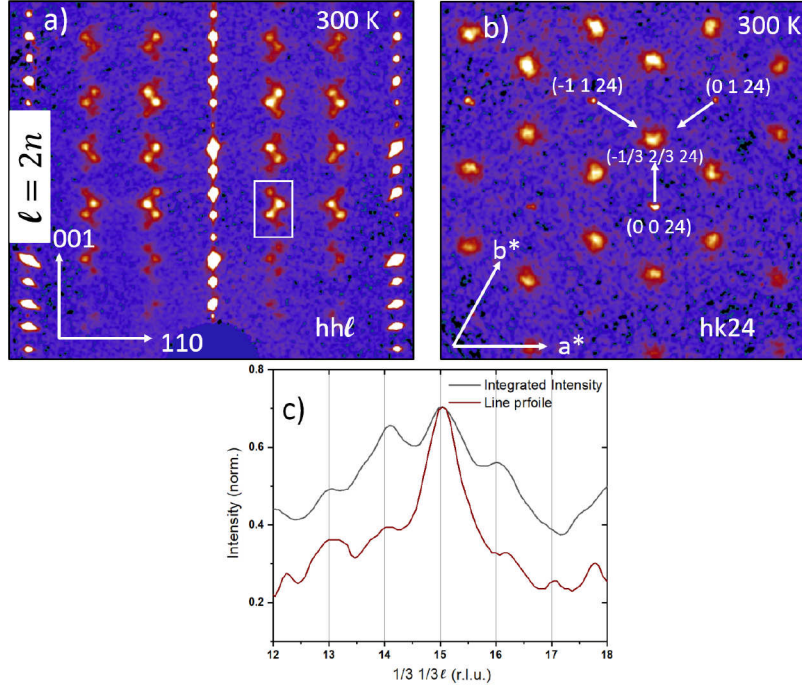 a)
300 K
ℓ = 2n
001
110
hhℓ
b)
300 K
(-1 1 24)
(0 1 24)
(-1/3 2/3 24)
(0 0 24)
b*
a*
hk24
c)
Integrated Intensity
Line prfoile
Intensity (norm.)
0.8
0.6
0.4
0.2
12 13 14 15 16 17 18
1/3 1/3 ℓ (r.l.u.)